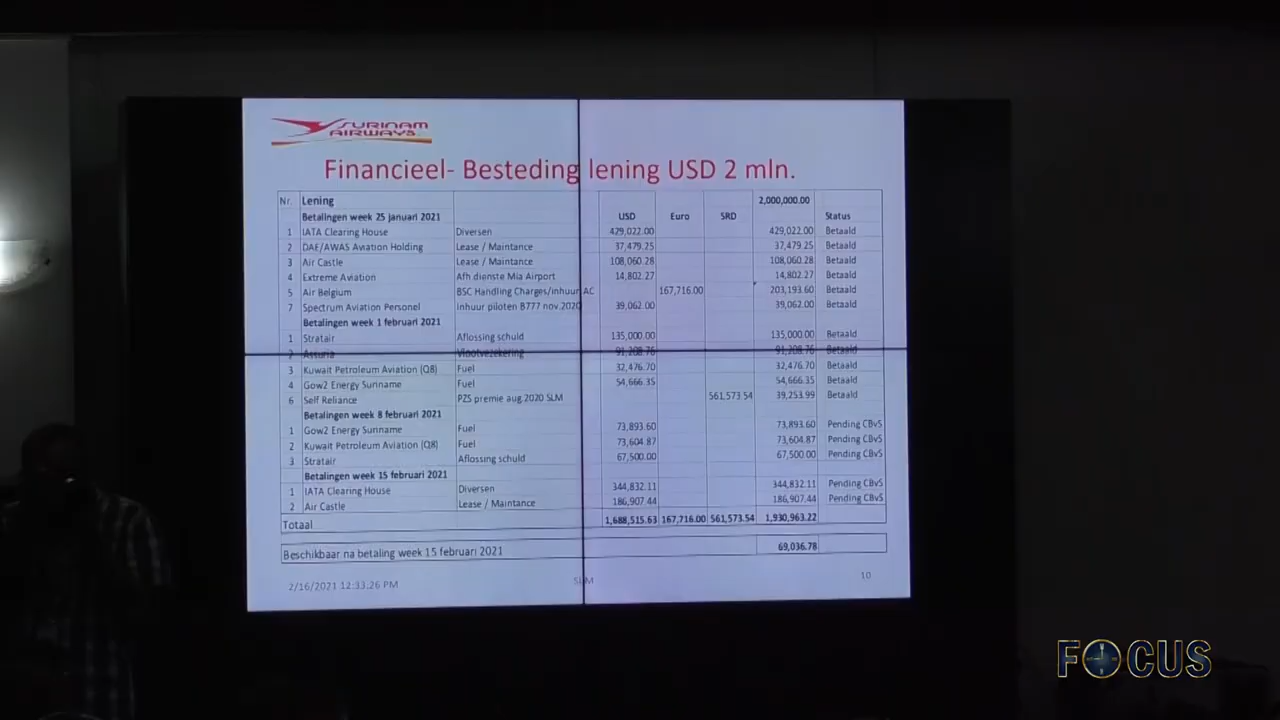 SURINAM
AIRWAYS
Financieel- Besteding lening USD 2 mln.
Nr. Lening 2,000,000.00
Betalingen week 25 januari 2021 USD Euro SRD Status
1 IATA Clearing House Diversen 429,022.00 429,022.00 Betaald
2 DAE/AWAS Aviation Holding Lease / Maintance 37,479.25 37,479.25 Betaald
3 Air Castle Lease / Maintance 108,060.28 108,060.28 Betaald
4 Extreme Aviation Afh dienste Mia Airport 14,802.27 14,802.27 Betaald
5 Air Belgium BSC Handling Charges/inhuur AC 167,716.00 203,193.60 Betaald
7 Spectrum Aviation Personel Inhuur piloten B777 nov.2020 39,062.00 39,062.00 Betaald
Betalingen week 1 februari 2021
1 Stratair Aflossing schuld 135,000.00 135,000.00 Betaald
2 Assuria Vlootvezekering 91,208.76 91,208.76 Betaald
3 Kuwait Petroleum Aviation (Q8) Fuel 32,476.70 32,476.70 Betaald
4 Gow2 Energy Suriname Fuel 54,666.35 54,666.35 Betaald
6 Self Reliance PZS premie aug.2020 SLM 561,573.54 39,253.99 Betaald
Betalingen week 8 februari 2021
1 Gow2 Energy Suriname Fuel 73,893.60 73,893.60 Pending CBvS
2 Kuwait Petroleum Aviation (Q8) Fuel 73,604.87 73,604.87 Pending CBvS
3 Stratair Aflossing schuld 67,500.00 67,500.00 Pending CBvS
Betalingen week 15 februari 2021
1 IATA Clearing House Diversen 344,832.11 344,832.11 Pending CBvS
2 Air Castle Lease / Maintance 186,907.44 186,907.44 Pending CBvS
Totaal 1,688,515.63 167,716.00 561,573.54 1,930,963.22
Beschikbaar na betaling week 15 februari 2021 69,036.78
2/16/2021 12:33:26 PM SLM 10
FOCUS